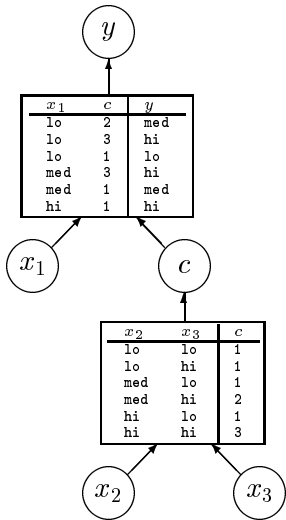 y
x₁ c y
lo 2 med
lo 3 hi
lo 1 lo
med 3 hi
med 1 med
hi 1 hi
x₁ c
x₂ x₃ c
lo lo 1
lo hi 1
med lo 1
med hi 2
hi lo 1
hi hi 3
x₂ x₃